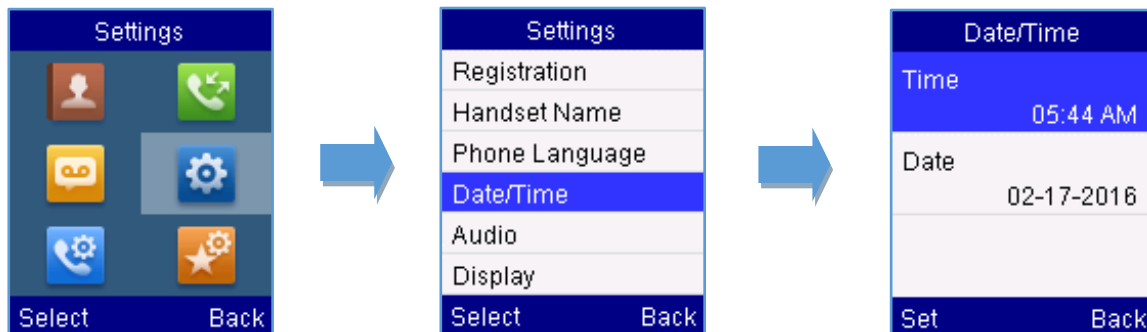 Settings
Select Back
Settings
Registration
Handset Name
Phone Language
Date/Time
Audio
Display
Select Back
Date/Time
Time
05:44 AM
Date
02-17-2016
Set Back